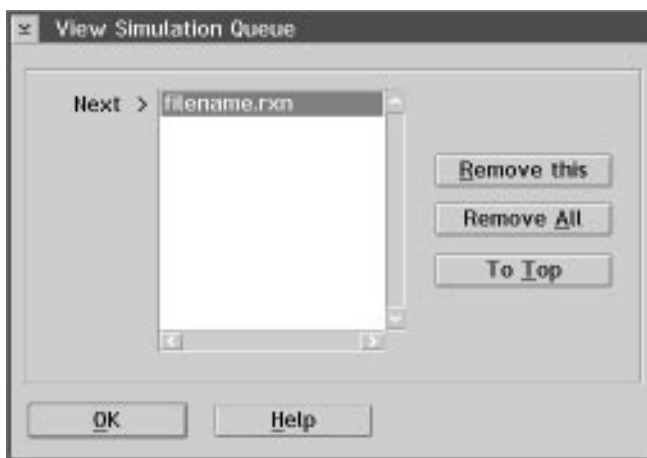 View Simulation Queue
Next > filename.rxn
Remove this
Remove All
To Top
OK
Help